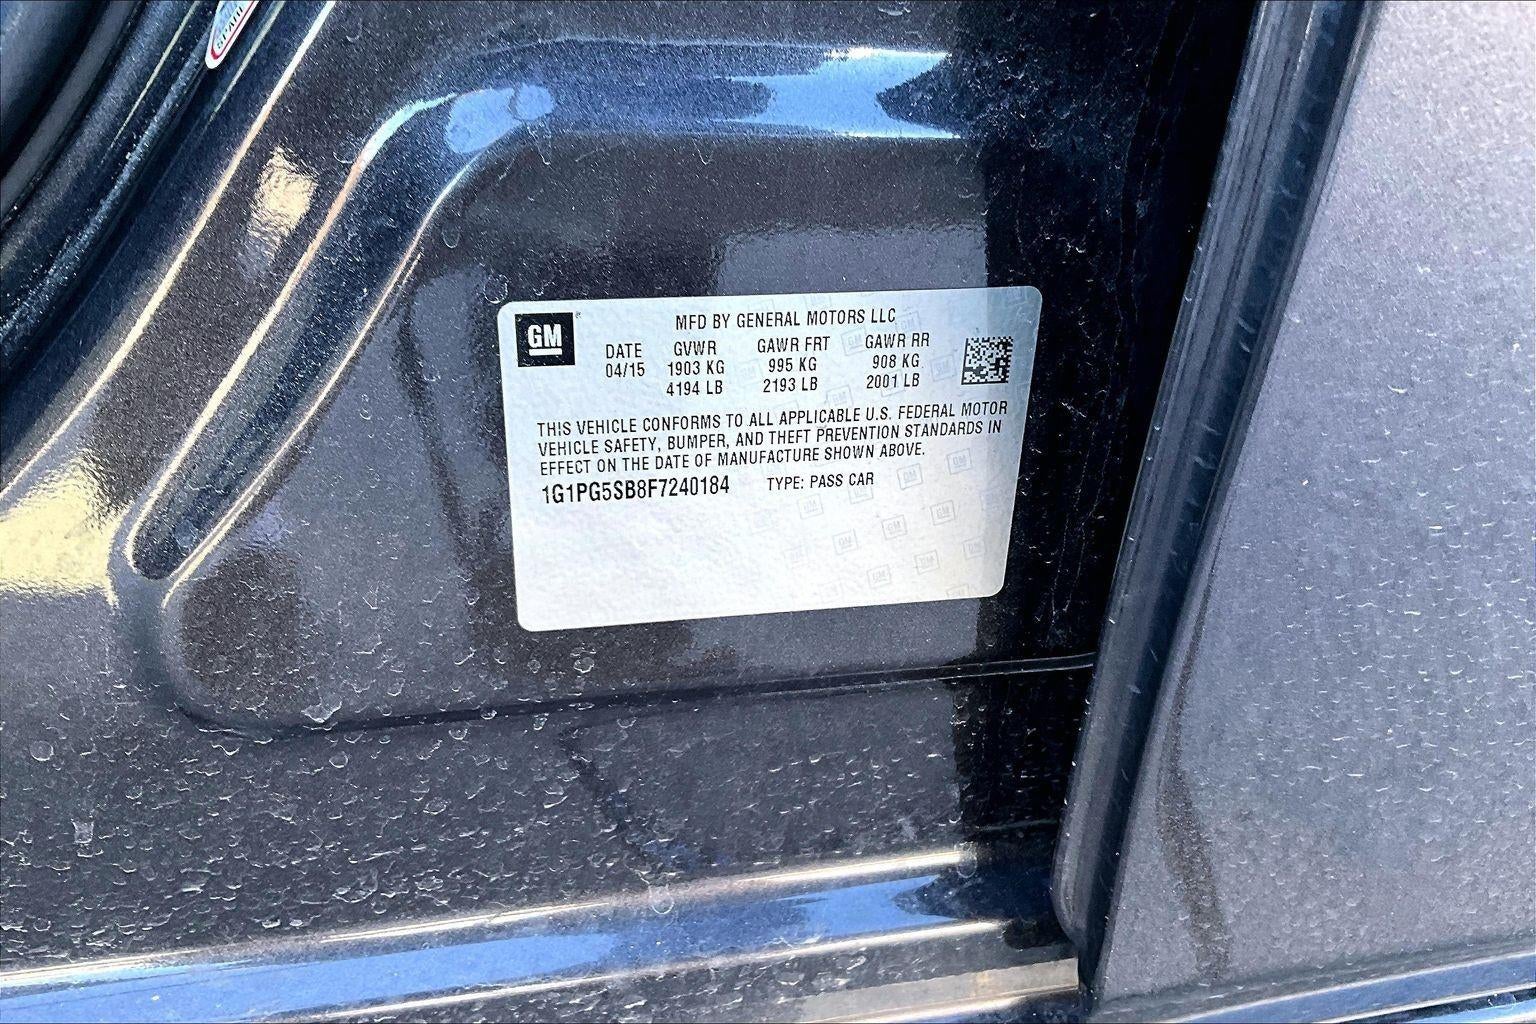 SPAIN
GM
MFD BY GENERAL MOTORS LLC
DATE GVWR GAWR FRT GAWR RR
04/15 1903 KG 995 KG 908 KG
4194 LB 2193 LB 2001 LB
THIS VEHICLE CONFORMS TO ALL APPLICABLE U.S. FEDERAL MOTOR
VEHICLE SAFETY, BUMPER, AND THEFT PREVENTION STANDARDS IN
EFFECT ON THE DATE OF MANUFACTURE SHOWN ABOVE.
1G1PG5SB8F7240184 TYPE: PASS CAR